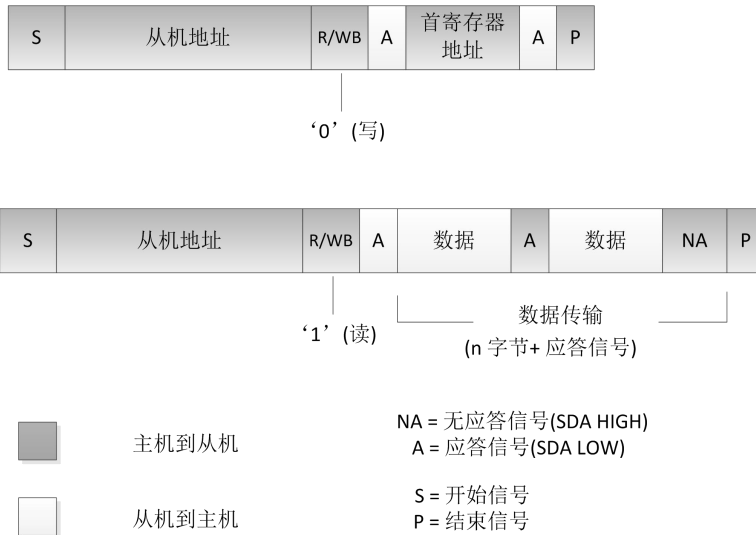 S 从机地址 R/WB A 首寄存器地址 A P
‘0’ (写)
S 从机地址 R/WB A 数据 A 数据 NA P
‘1’ (读)
数据传输
(n 字节+ 应答信号)
主机到从机
NA = 无应答信号(SDA HIGH)
A = 应答信号(SDA LOW)
从机到主机
S = 开始信号
P = 结束信号